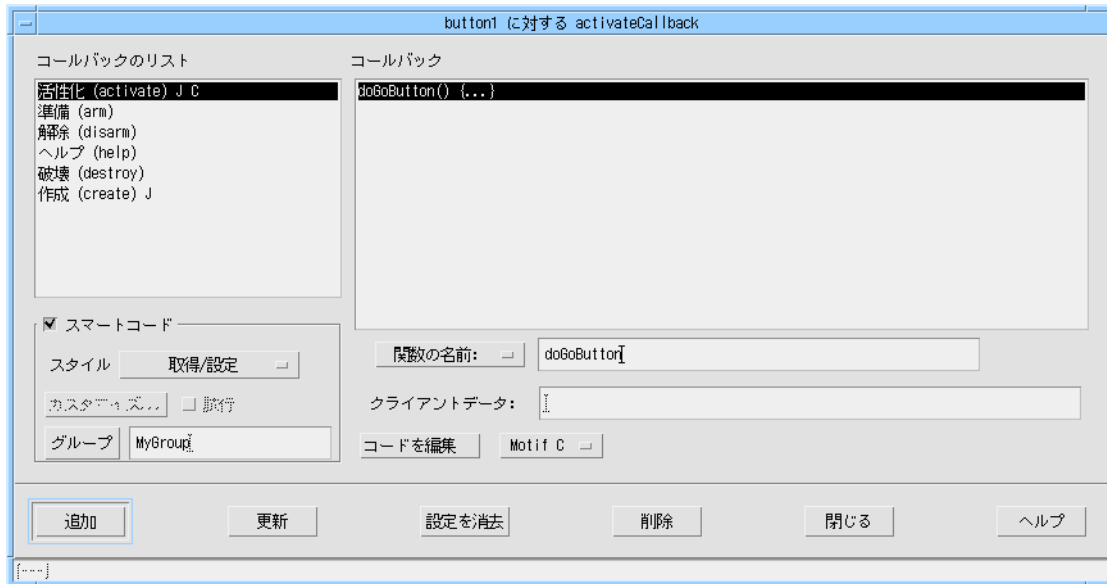 button1 に対する activateCallback
コールバックのリスト
活性化 (activate) J C
準備 (arm)
解除 (disarm)
ヘルプ (help)
破壊 (destroy)
作成 (create) J
コールバック
doGoButton() {...}
スマートコード
スタイル 取得/設定
カスタマイズ... 試行
グループ MyGroup
関数の名前: doGoButton
クライアントデータ:
コードを編集 Motif C
追加 更新 設定を消去 削除 閉じる ヘルプ
[---]